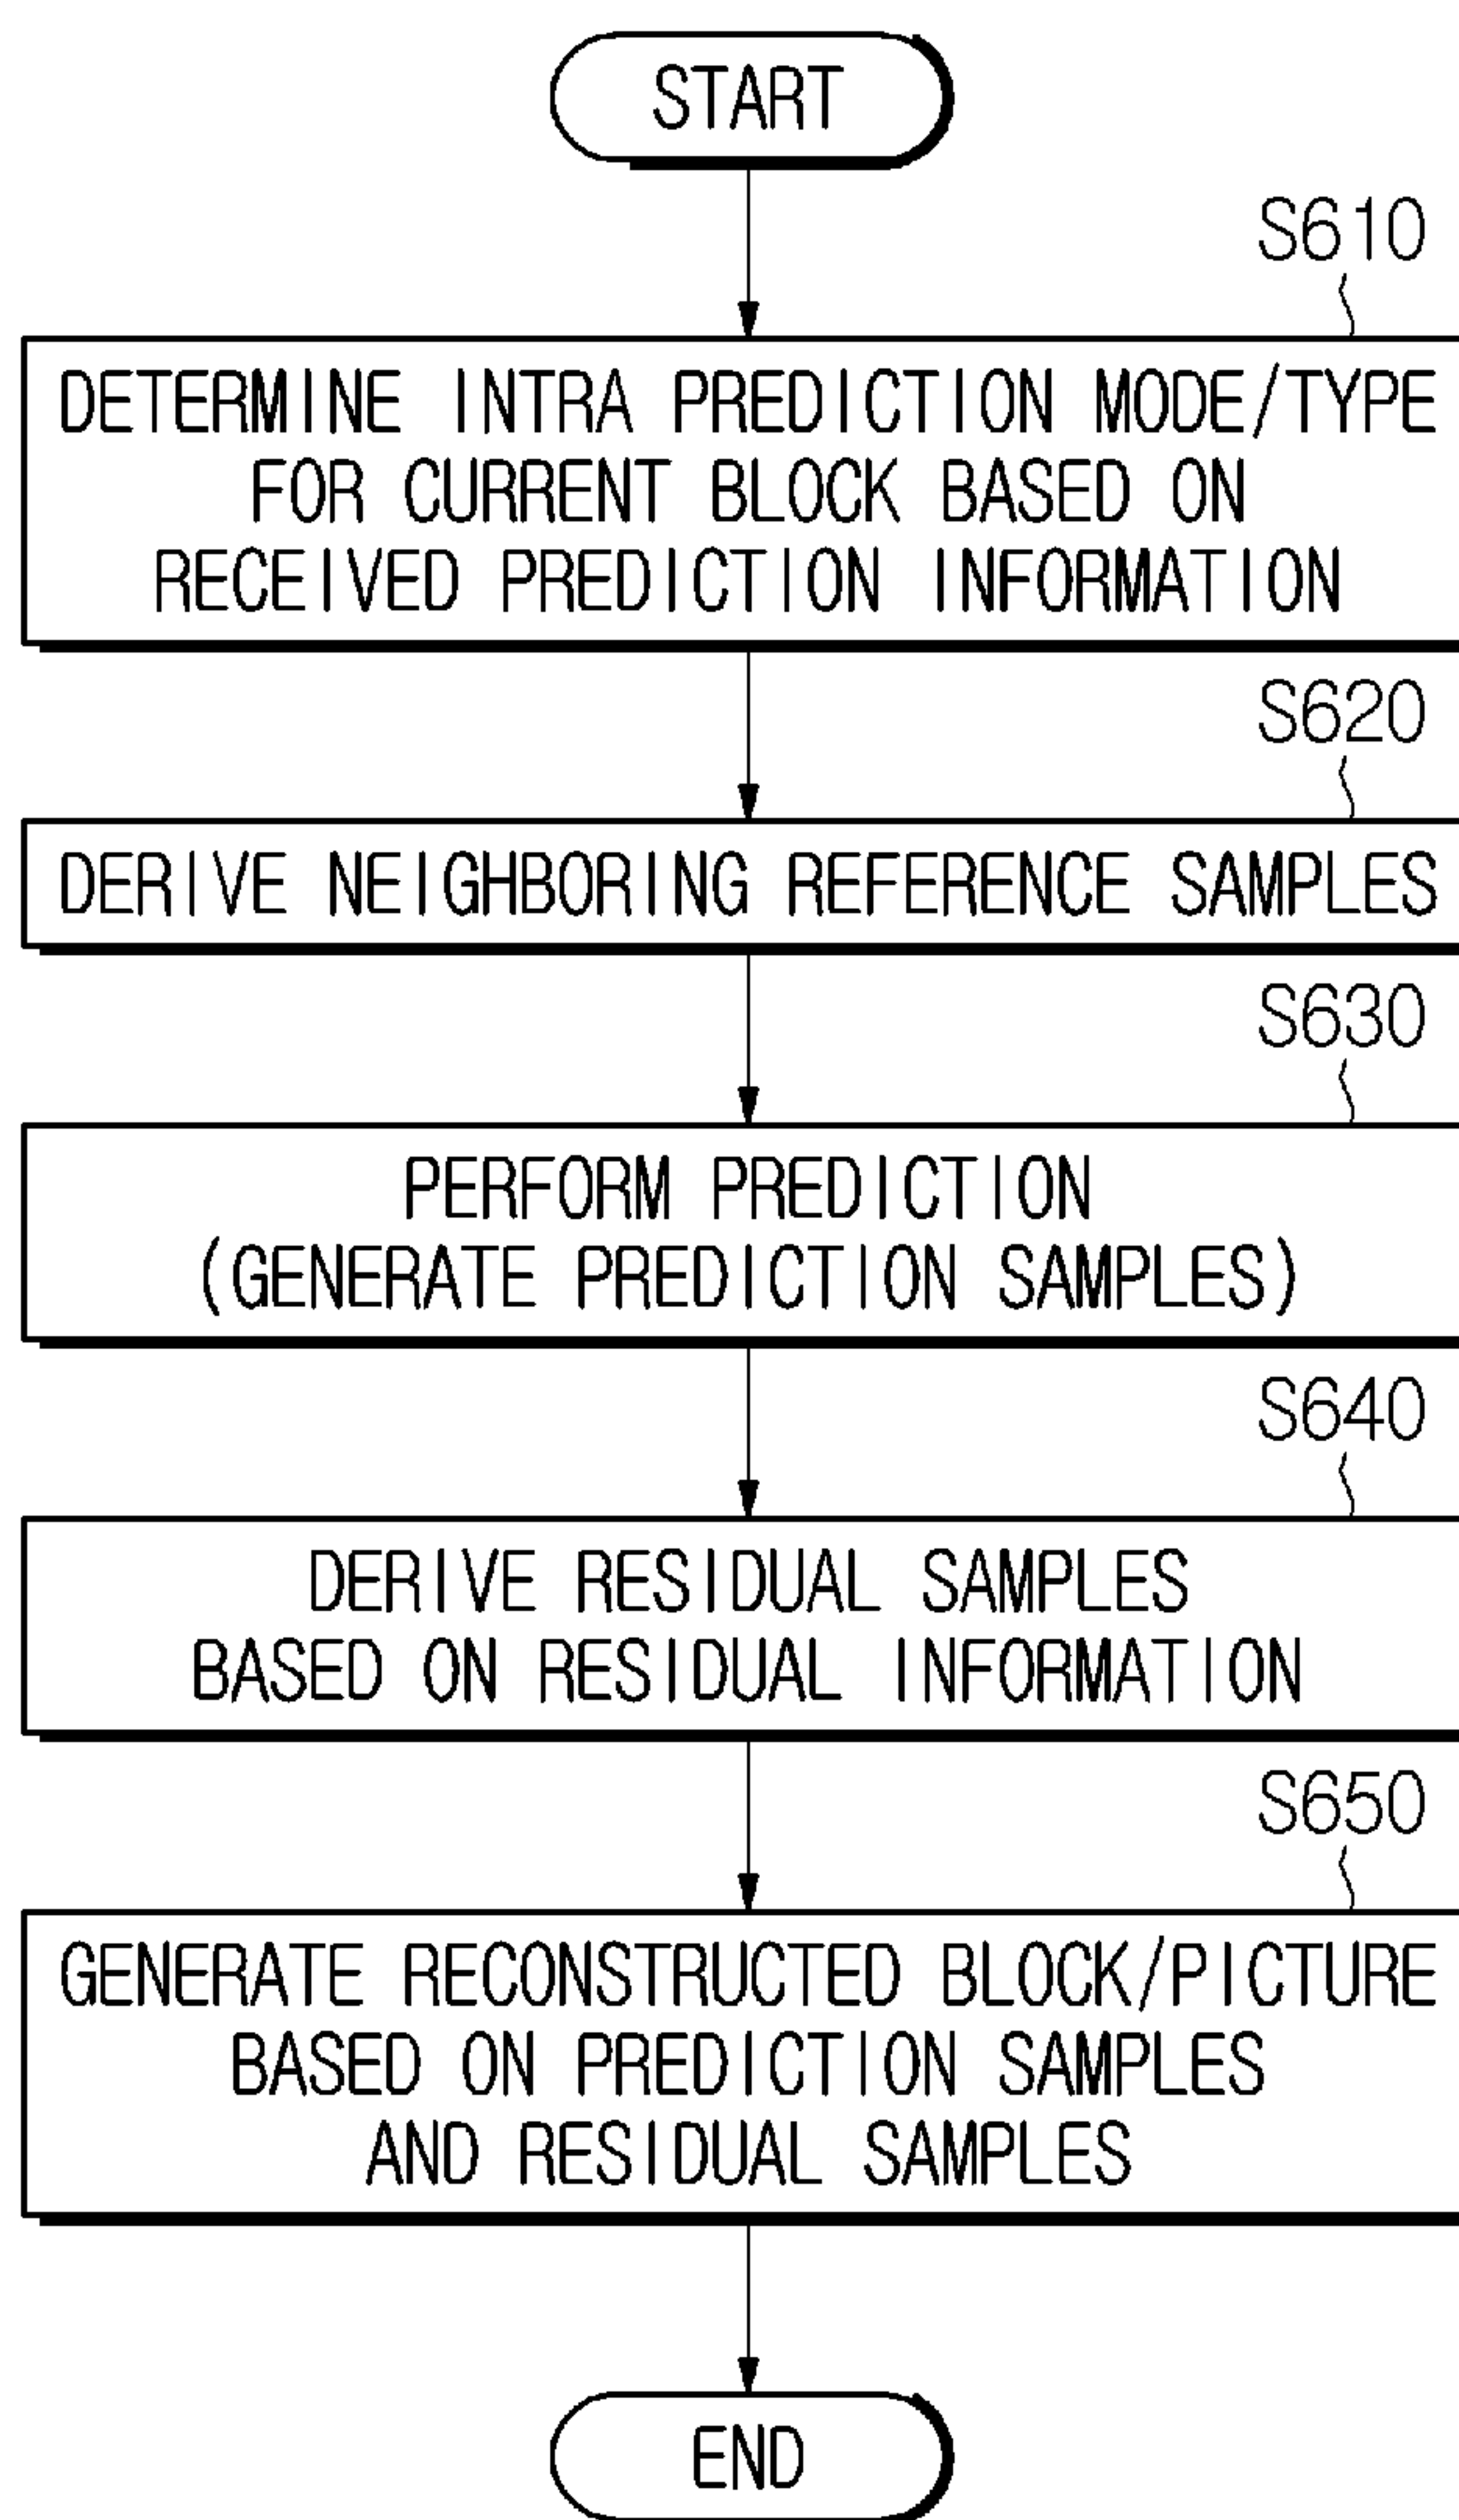 START
S610
DETERMINE INTRA PREDICTION MODE/TYPE
FOR CURRENT BLOCK BASED ON
RECEIVED PREDICTION INFORMATION
S620
DERIVE NEIGHBORING REFERENCE SAMPLES
S630
PERFORM PREDICTION
(GENERATE PREDICTION SAMPLES)
S640
DERIVE RESIDUAL SAMPLES
BASED ON RESIDUAL INFORMATION
S650
GENERATE RECONSTRUCTED BLOCK/PICTURE
BASED ON PREDICTION SAMPLES
AND RESIDUAL SAMPLES
END